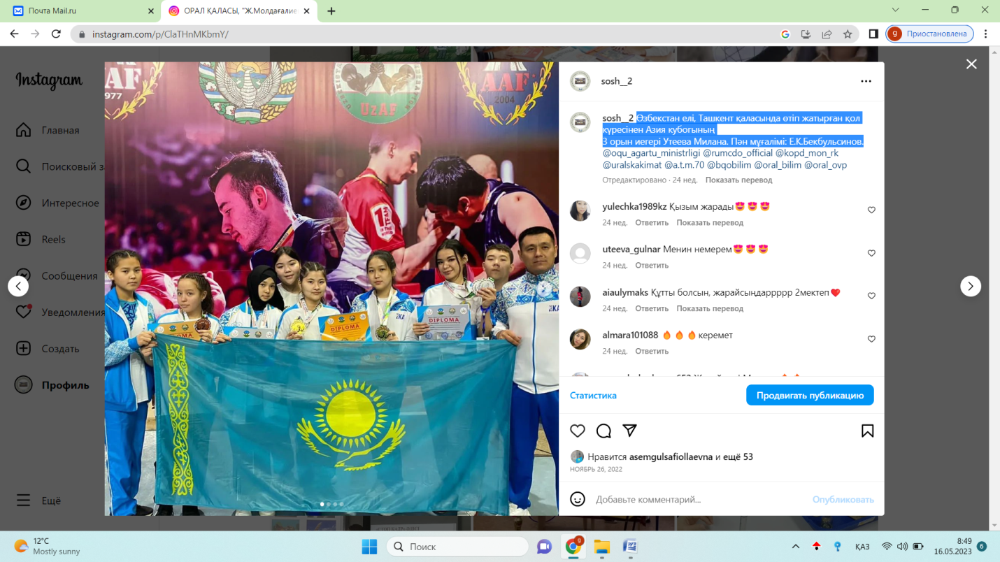 Почта Mail.ru
ОРАЛ ҚАЛАСЫ, "Ж.Молдағалие
instagram.com/p/ClaTHnMKbmY/
g Приостановлена
Instagram
Главная
Поисковый за
Интересное
Reels
Сообщения
Уведомления
Создать
Профиль
Ещё
AAF
1977
UzAF
AAF
2004
DIPLOMA
DIPLOMA
sosh__2
sosh__2 Өзбекстан елі, Ташкент қаласында өтіп жатырған қол
күресінен Азия кубогының
3 орын иегері Утеева Милана. Пән мұғалімі: Е.К.Бекбульсинов.
@oqu_agartu_ministrligi @rumcdo_official @kopd_mon_rk
@uralskakimat @a.t.m.70 @bqobilim @oral_bilim @oral_ovp
Отредактировано · 24 нед. Показать перевод
yulechka1989kz Қызым жарады😍😍😍
24 нед. Ответить Показать перевод
uteeva_gulnar Менин немерем😍😍😍
24 нед. Ответить
aiaulymaks Құтты болсын, жарайсыңдаррррр 2мектеп❤️
24 нед. Ответить Показать перевод
almara101088 🔥🔥🔥керемет
24 нед. Ответить
Статистика
Продвигать публикацию
Нравится asemgulsafiollaevna и ещё 53
НОЯБРЬ 26, 2022
Добавьте комментарий...
Опубликовать
12°C
Mostly sunny
Поиск
ҚАЗ
8:49
16.05.2023
6